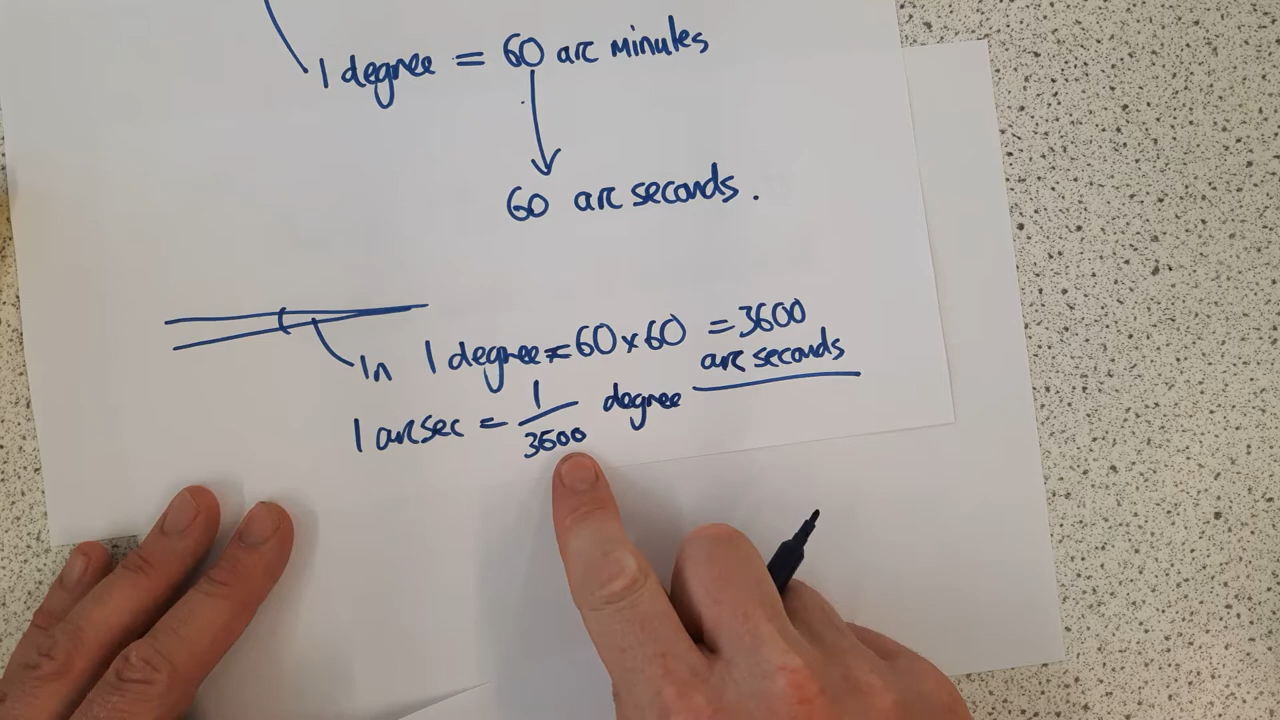 1 degree = 60 arc minutes
60 arc seconds.
In 1 degree = 60 x 60 = 3600
arc seconds
1 arcsec = 1/3600 degree